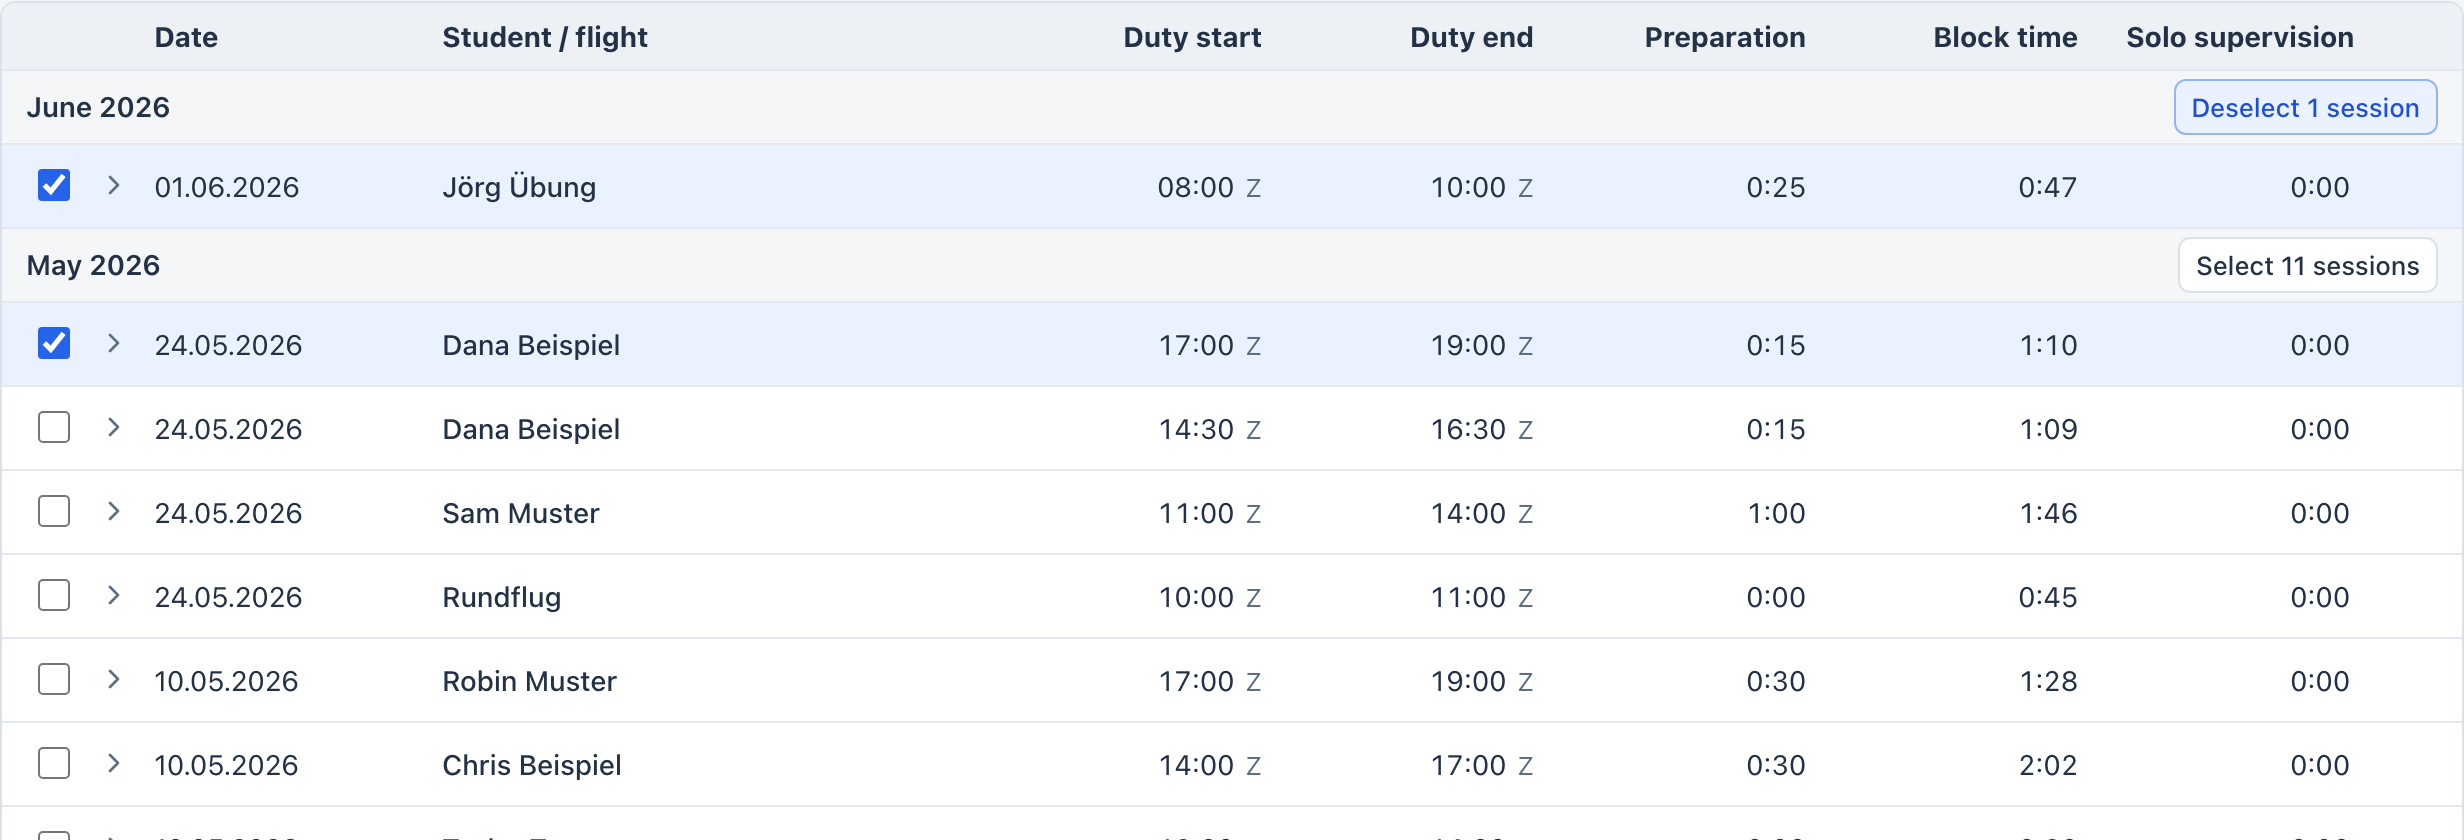 Date Student / flight Duty start Duty end Preparation Block time Solo supervision
June 2026 Deselect 1 session
01.06.2026 Jörg Übung 08:00 Z 10:00 Z 0:25 0:47 0:00
May 2026 Select 11 sessions
24.05.2026 Dana Beispiel 17:00 Z 19:00 Z 0:15 1:10 0:00
24.05.2026 Dana Beispiel 14:30 Z 16:30 Z 0:15 1:09 0:00
24.05.2026 Sam Muster 11:00 Z 14:00 Z 1:00 1:46 0:00
24.05.2026 Rundflug 10:00 Z 11:00 Z 0:00 0:45 0:00
10.05.2026 Robin Muster 17:00 Z 19:00 Z 0:30 1:28 0:00
10.05.2026 Chris Beispiel 14:00 Z 17:00 Z 0:30 2:02 0:00